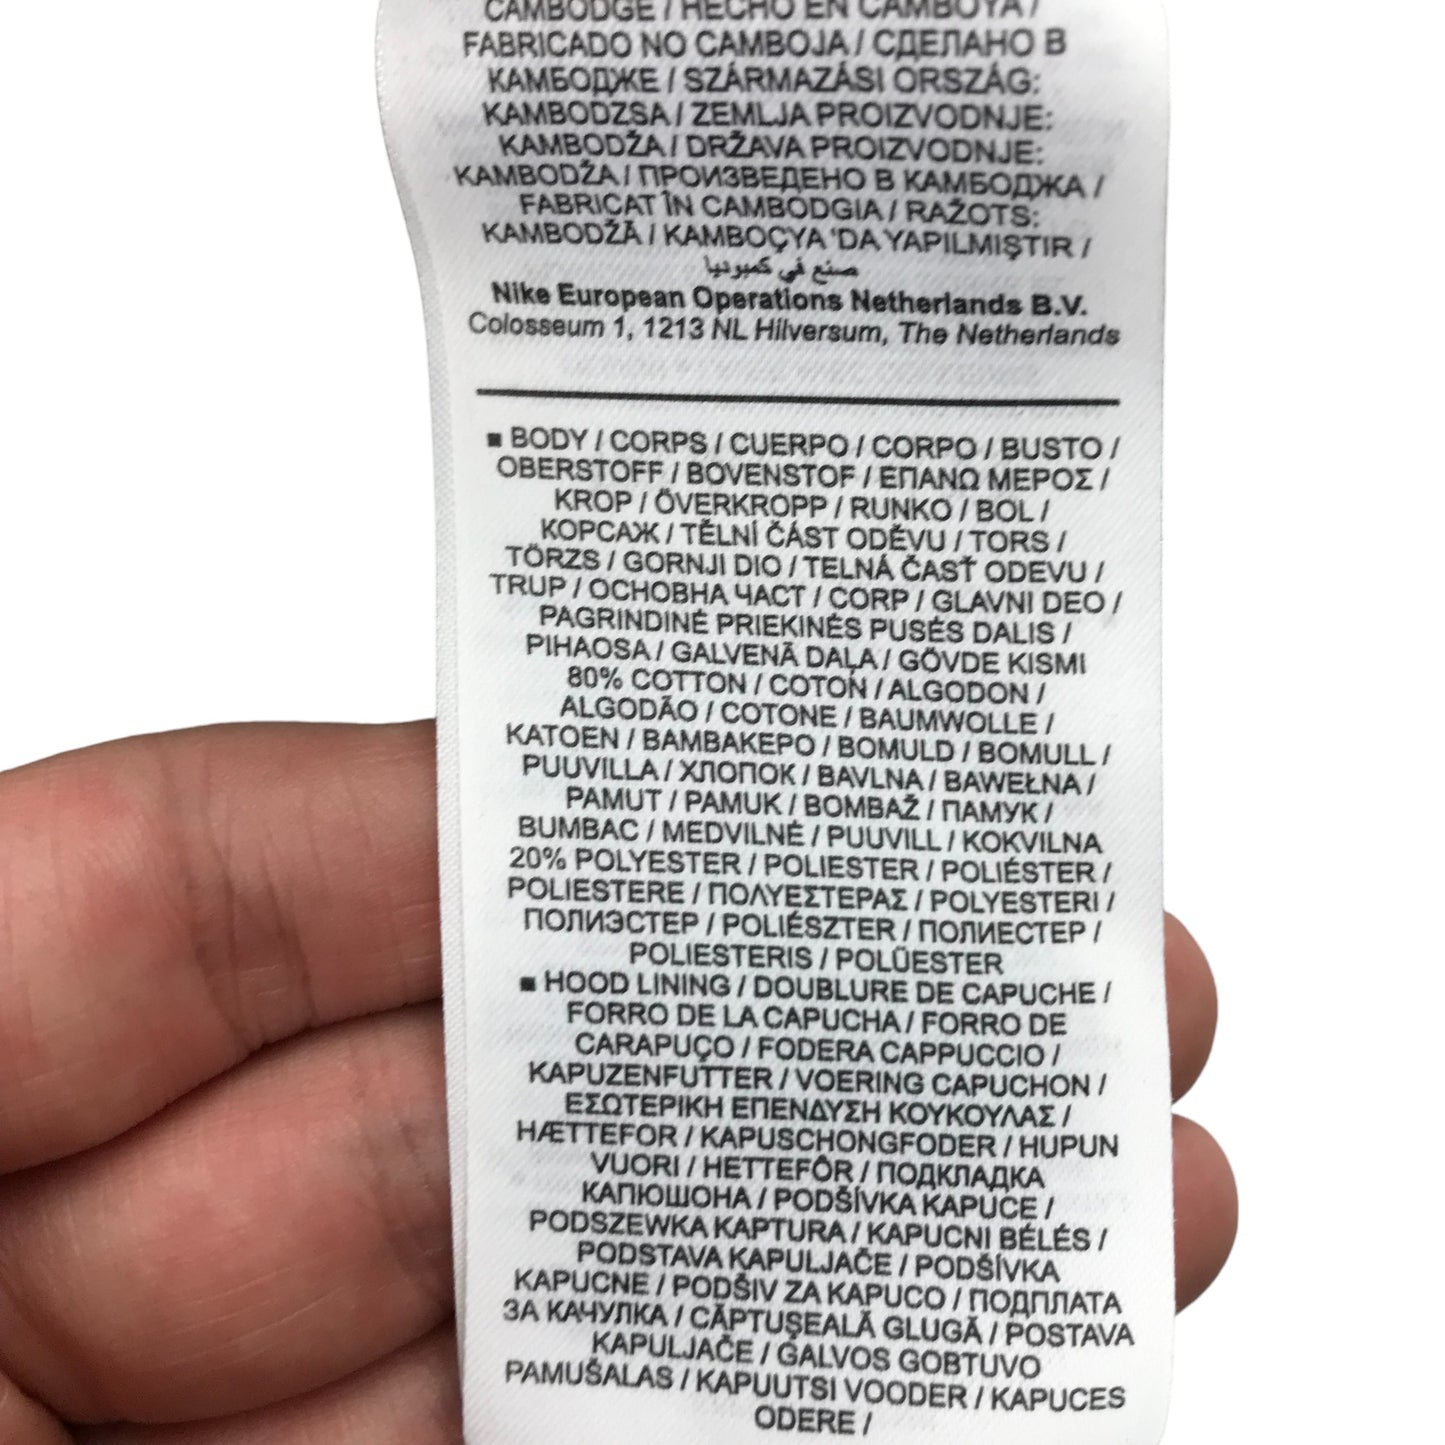 CAMBODGE / HECHO EN CAMBOYA /
FABRICADO NO CAMBOJA / СДЕЛАНО В
КАМБОДЖЕ / SZÁRMAZÁSI ORSZÁG:
KAMBODZSA / ZEMLJA PROIZVODNJE:
KAMBODŽA / DRŽAVA PROIZVODNJE:
KAMBODŽA / ПРОИЗВЕДЕНО В КАМБОДЖА /
FABRICAT ÎN CAMBODGIA / RAŽOTS:
KAMBODŽĀ / KAMBOÇYA 'DA YAPILMIŞTIR /
صنع في كمبوديا
Nike European Operations Netherlands B.V.
Colosseum 1, 1213 NL Hilversum, The Netherlands
▪ BODY / CORPS / CUERPO / CORPO / BUSTO /
OBERSTOFF / BOVENSTOF / ΕΠΑΝΩ ΜΕΡΟΣ /
KROP / ÖVERKROPP / RUNKO / BOL /
КОРСАЖ / TĚLNÍ ČÁST ODĚVU / TORS /
TÖRZS / GORNJI DIO / TELNÁ ČASŤ ODEVU /
TRUP / ОСНОВНА ЧАСТ / CORP / GLAVNI DEO /
PAGRINDINĖ PRIEKINĖS PUSĖS DALIS /
PIHAOSA / GALVENĀ DAĻA / GÖVDE KISMI
80% COTTON / COTON / ALGODON /
ALGODÃO / COTONE / BAUMWOLLE /
KATOEN / ΒΑΜΒΑΚΕΡΟ / BOMULD / BOMULL /
PUUVILLA / ХЛОПОК / BAVLNA / BAWEŁNA /
PAMUT / PAMUK / BOMBAŽ / ПАМУК /
BUMBAC / MEDVILNĖ / PUUVILL / KOKVILNA
20% POLYESTER / POLIESTER / POLIÉSTER /
POLIESTERE / ΠΟΛΥΕΣΤΕΡΑΣ / POLYESTERI /
ПОЛИЭСТЕР / POLIÉSZTER / ПОЛИЕСТЕР /
POLIESTERIS / POLÜESTER
▪ HOOD LINING / DOUBLURE DE CAPUCHE /
FORRO DE LA CAPUCHA / FORRO DE
CARAPUÇO / FODERA CAPPUCCIO /
KAPUZENFUTTER / VOERING CAPUCHON /
ΕΣΩΤΕΡΙΚΗ ΕΠΕΝΔΥΣΗ ΚΟΥΚΟΥΛΑΣ /
HÆTTEFOR / KAPUSCHONGFODER / HUPUN
VUORI / HETTEFÔR / ПОДКЛАДКА
КАПЮШОНА / PODŠÍVKA KAPUCE /
PODSZEWKA KAPTURA / KAPUCNI BÉLÉS /
PODSTAVA KAPULJAČE / PODŠÍVKA
KAPUCNE / PODŠIV ZA KAPUCO / ПОДПЛАТА
ЗА КАЧУЛКА / CĂPTUŞEALĂ GLUGĂ / POSTAVA
KAPULJAČE / GALVOS GOBTUVO
PAMUŠALAS / KAPUUTSI VOODER / KAPUCES
ODERE /